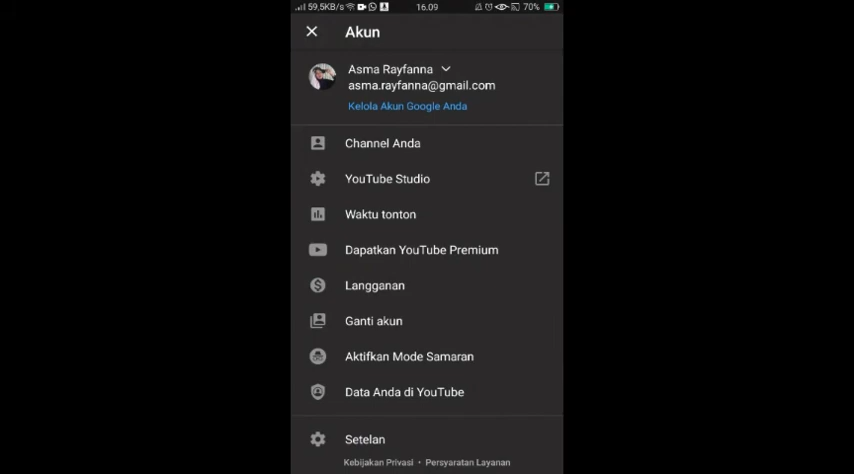 59,5KB/s 16.09 70%
Akun
Asma Rayfanna
asma.rayfanna@gmail.com
Kelola Akun Google Anda
Channel Anda
YouTube Studio
Waktu tonton
Dapatkan YouTube Premium
Langganan
Ganti akun
Aktifkan Mode Samaran
Data Anda di YouTube
Setelan
Kebijakan Privasi • Persyaratan Layanan